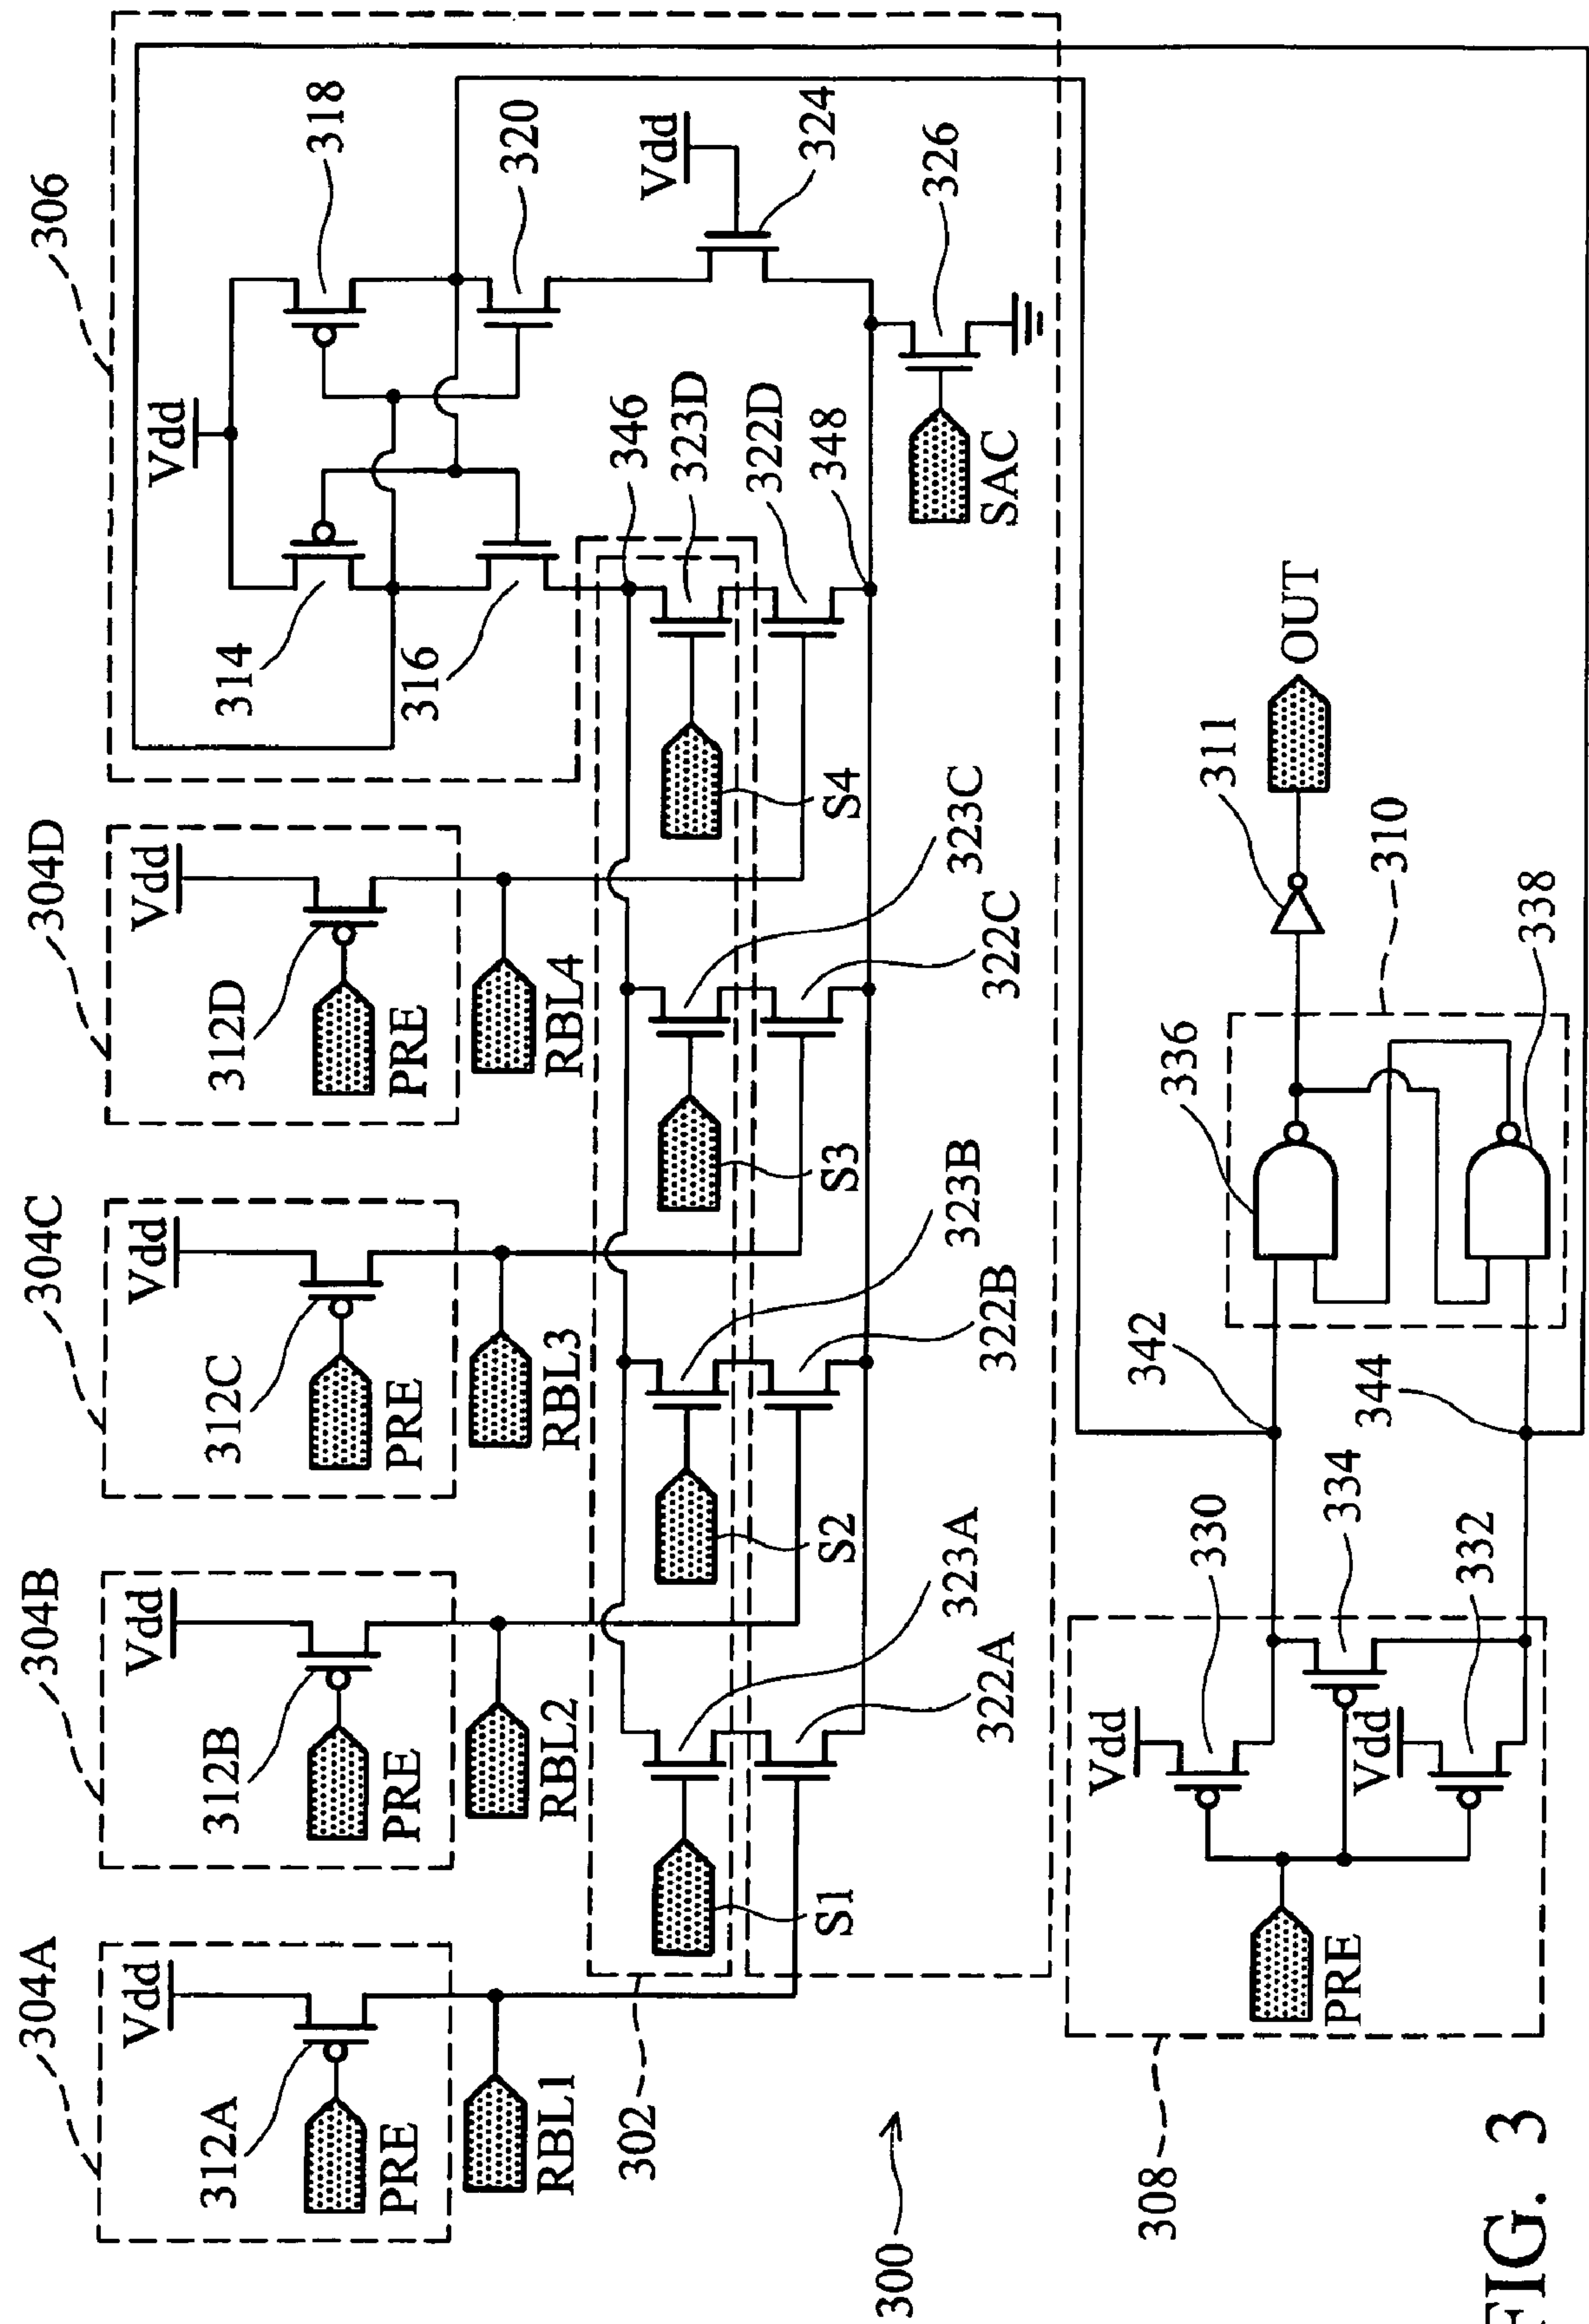 304A
304B
304C
304D
306
Vdd
Vdd
Vdd
Vdd
Vdd
312A
312B
312C
312D
314
318
PRE
PRE
PRE
PRE
316
320
RBL1
RBL2
RBL3
RBL4
346
Vdd
302
323D
324
S1
S2
S3
S4
322D
323A
323B
323C
348
326
322A
322B
322C
SAC
300
308
Vdd
330
342
336
311
OUT
PRE
Vdd
334
344
310
332
338
FIG. 3